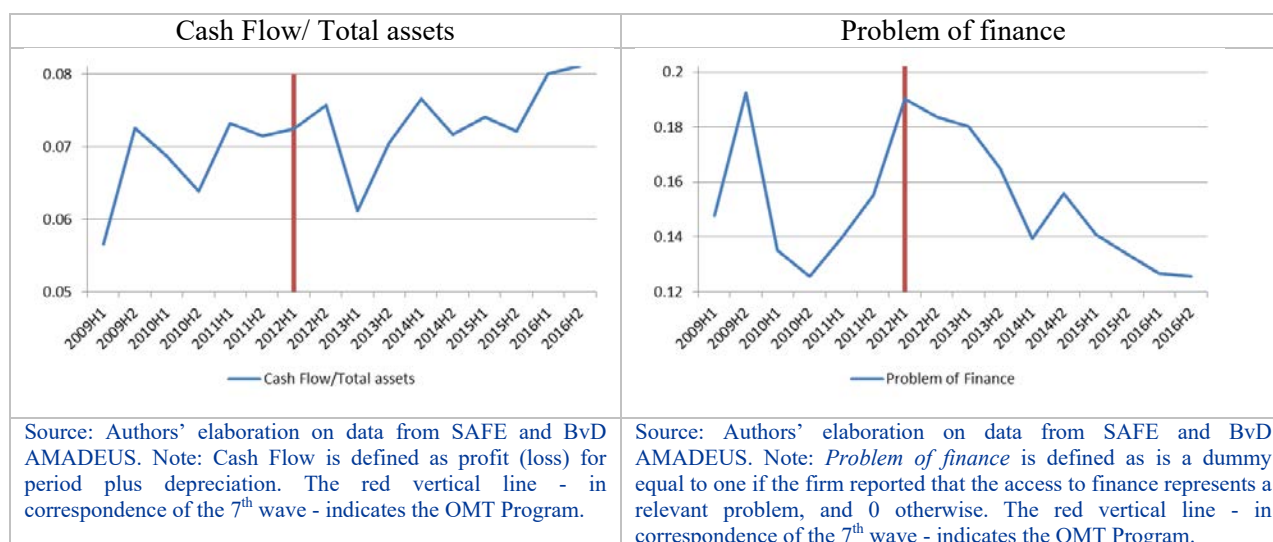 Cash Flow/ Total assets
0.08
0.07
0.06
0.05
2009H1
2009H2
2010H1
2010H2
2011H1
2011H2
2012H1
2012H2
2013H1
2013H2
2014H1
2014H2
2015H1
2015H2
2016H1
2016H2
Cash Flow/Total assets
Source: Authors’ elaboration on data from SAFE and BvD
AMADEUS. Note: Cash Flow is defined as profit (loss) for
period plus depreciation. The red vertical line - in
correspondence of the 7th wave - indicates the OMT Program.
Problem of finance
0.2
0.18
0.16
0.14
0.12
2009H1
2009H2
2010H1
2010H2
2011H1
2011H2
2012H1
2012H2
2013H1
2013H2
2014H1
2014H2
2015H1
2015H2
2016H1
2016H2
Problem of Finance
Source: Authors’ elaboration on data from SAFE and BvD
AMADEUS. Note: Problem of finance is defined as is a dummy
equal to one if the firm reported that the access to finance represents a
relevant problem, and 0 otherwise. The red vertical line - in
correspondence of the 7th wave - indicates the OMT Program.